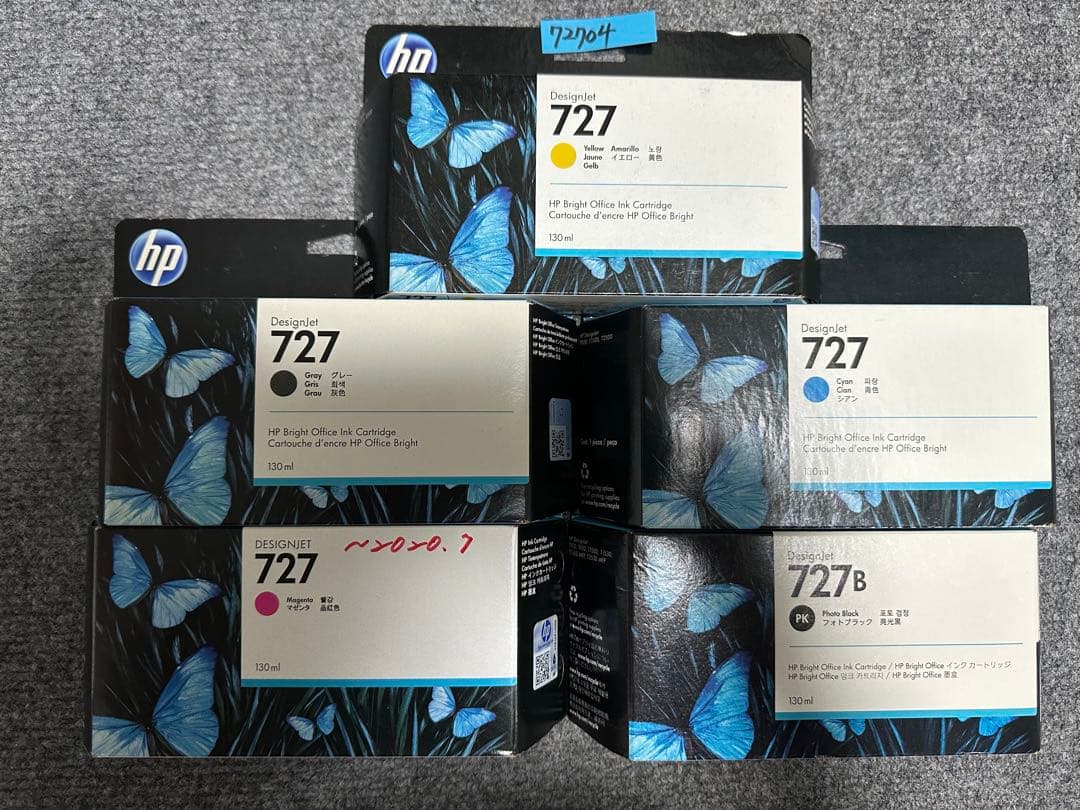 72704
hp
DesignJet
727
Yellow Amarillo 노랑
Jaune イエロー 黄色
Gelb
HP Bright Office Ink Cartridge
Cartouche d'encre HP Office Bright
130 ml
hp
DesignJet
727
Gray グレー
Gris 회색
Grau 灰色
HP Bright Office Ink Cartridge
Cartouche d'encre HP Office Bright
130 ml
DesignJet
727
Cyan 파랑
Cian 青色
シアン
HP Bright Office Ink Cartridge
Cartouche d'encre HP Office Bright
130 ml
DESIGNJET
727
~2020.7
Magenta 빨강
マゼンタ 品紅色
130 ml
HP Ink Cartridge
DesignJet
727B
PK
Photo Black 포토 검정
フォトブラック 亮光黑
HP Bright Office Ink Cartridge / HP Bright Office インク カートリッジ
HP Bright Office 잉크 카트리지 / HP Bright Office 墨盒
130 ml